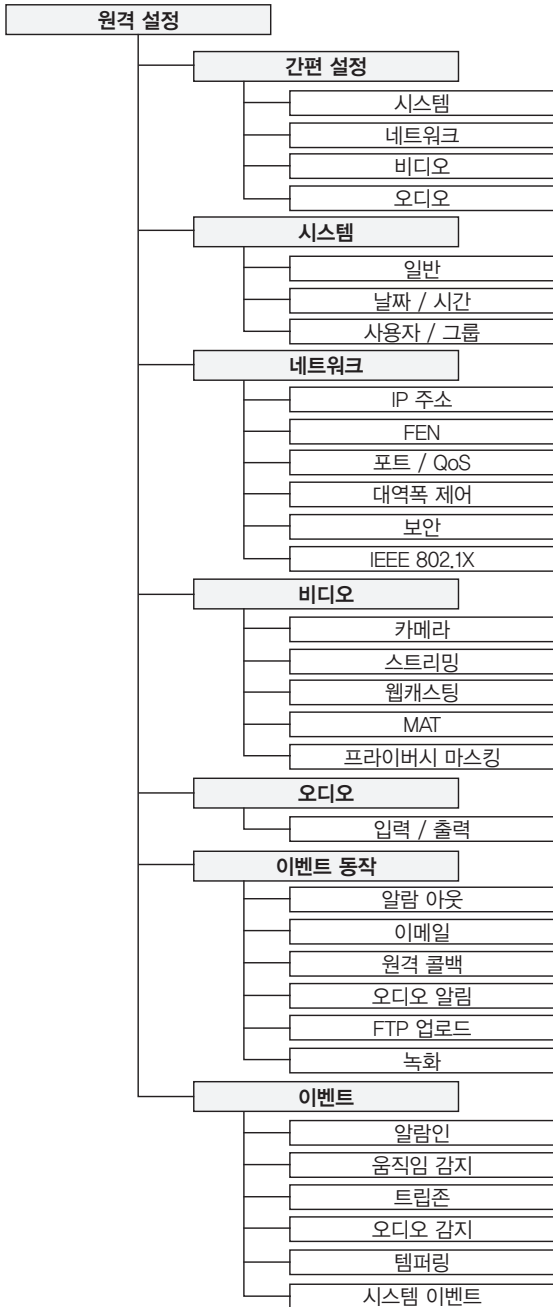 원격 설정
간편 설정
시스템
네트워크
비디오
오디오
시스템
일반
날짜 / 시간
사용자 / 그룹
네트워크
IP 주소
FEN
포트 / QoS
대역폭 제어
보안
IEEE 802.1X
비디오
카메라
스트리밍
웹캐스팅
MAT
프라이버시 마스킹
오디오
입력 / 출력
이벤트 동작
알람 아웃
이메일
원격 콜백
오디오 알림
FTP 업로드
녹화
이벤트
알람인
움직임 감지
트립존
오디오 감지
템퍼링
시스템 이벤트